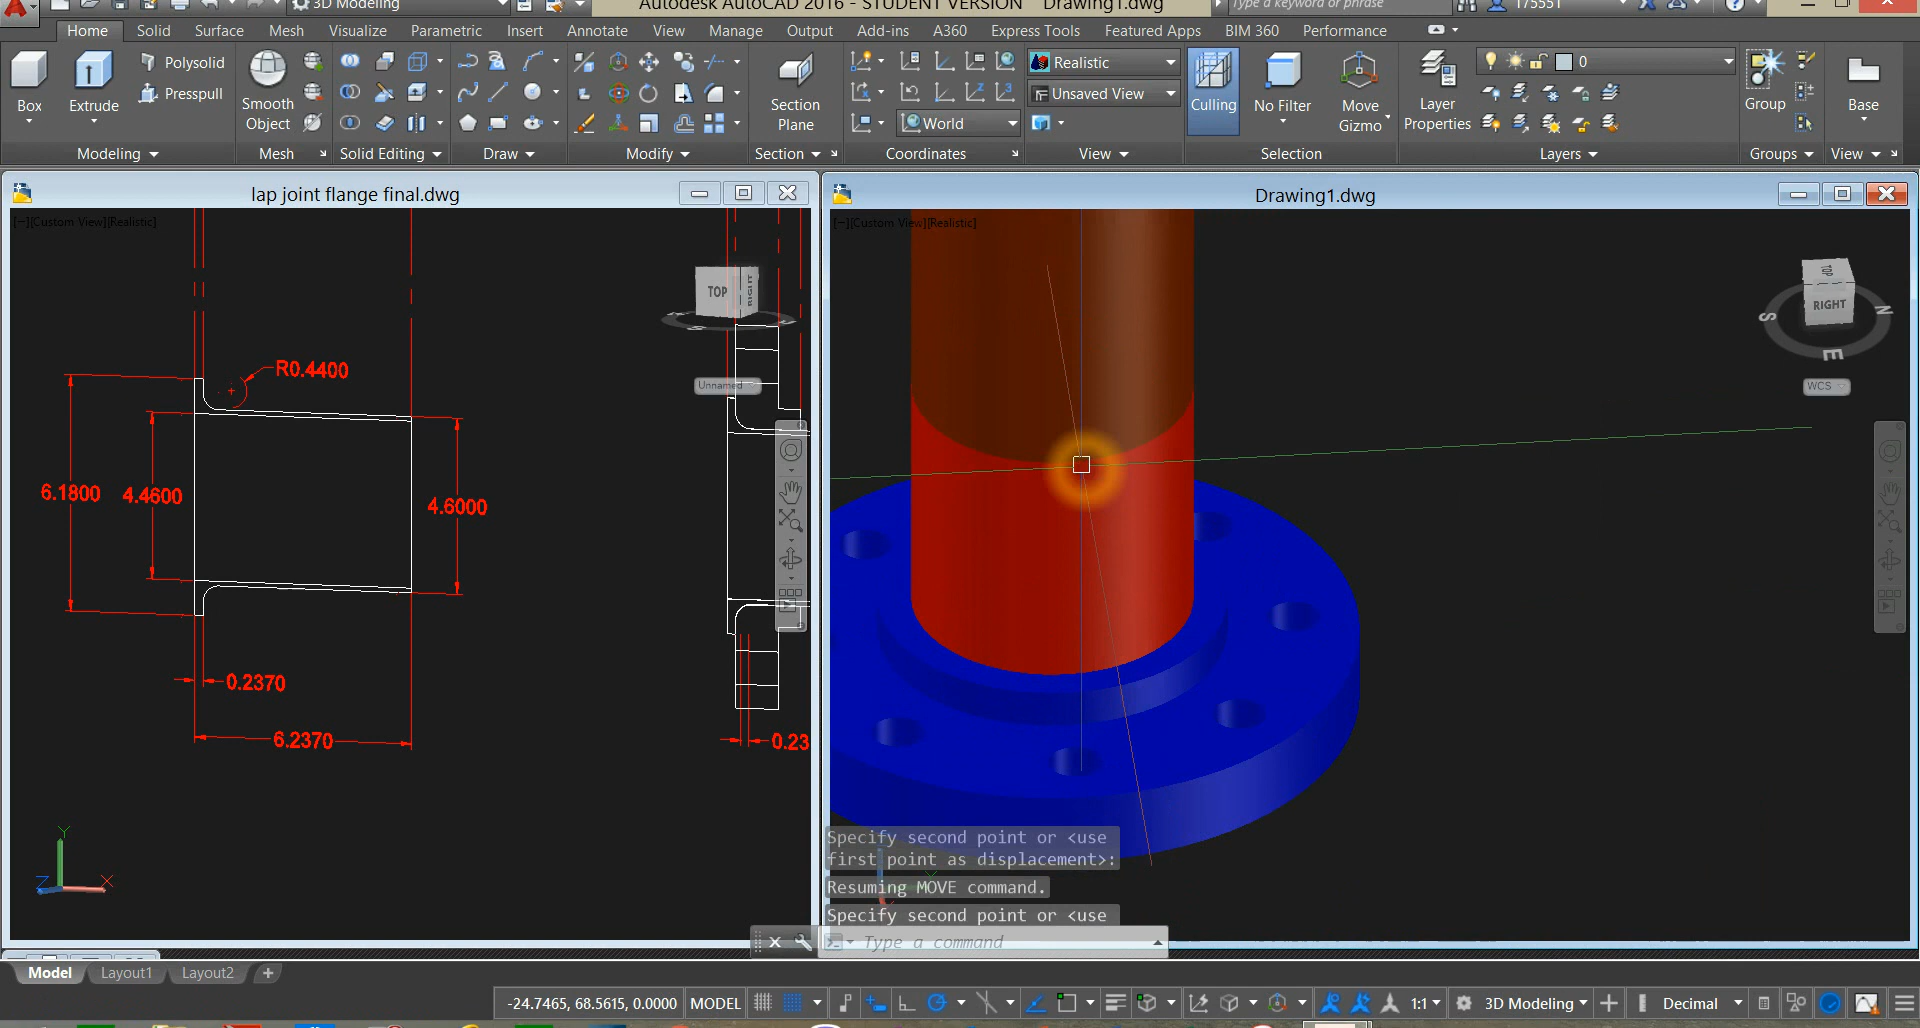 3D Modeling
Autodesk AutoCAD 2016 - STUDENT VERSION Drawing1.dwg
Type a keyword or phrase
175551
Home Solid Surface Mesh Visualize Parametric Insert Annotate View Manage Output Add-ins A360 Express Tools Featured Apps BIM 360 Performance
Box
Extrude
Polysolid
Presspull
Smooth
Object
Section
Plane
World
Realistic
Unsaved View
Culling
No Filter
Move
Gizmo
Layer
Properties
0
Group
Base
Modeling
Mesh
Solid Editing
Draw
Modify
Section
Coordinates
View
Selection
Layers
Groups
View
lap joint flange final.dwg
[−][Custom View][Realistic]
TOP
RIGHT
Unnamed
R0.4400
6.1800
4.4600
4.6000
0.2370
6.2370
0.23
Y
Z
X
Drawing1.dwg
[−][Custom View][Realistic]
TOP
RIGHT
S
N
E
WCS
Specify second point or <use
first point as displacement>:
Resuming MOVE command.
Specify second point or <use
Type a command
Model Layout1 Layout2 +
-24.7465, 68.5615, 0.0000 MODEL
1:1
3D Modeling
Decimal